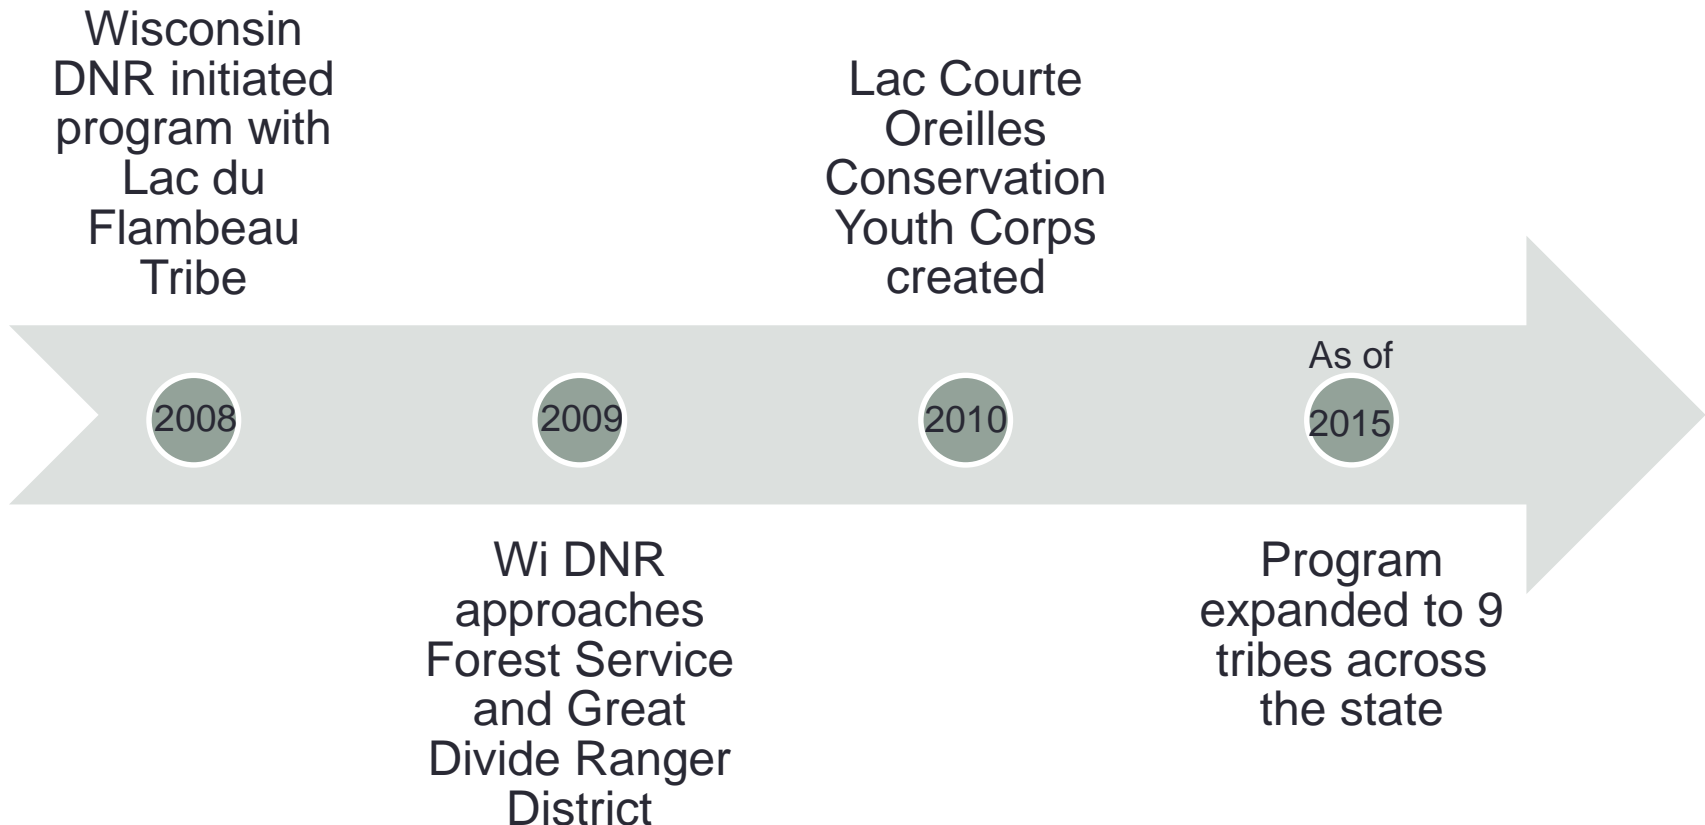 Wisconsin
DNR initiated
program with
Lac du
Flambeau
Tribe
2008
Wi DNR
approaches
Forest Service
and Great
Divide Ranger
District
2009
Lac Courte
Oreilles
Conservation
Youth Corps
created
2010
As of
2015
Program
expanded to 9
tribes across
the state